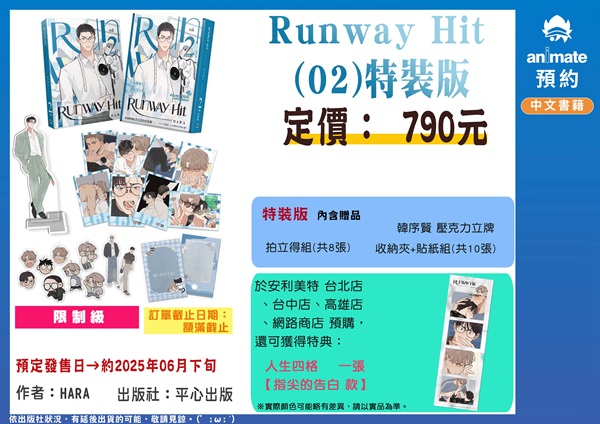 Runway Hit
(02)特裝版
定價： 790元
animate
預約
中文書籍
RUNWAY Hit
RUNWAY Hit
特裝版 內含贈品
韓序賢 壓克力立牌
拍立得組(共8張)
收納夾+貼紙組(共10張)
於安利美特 台北店
、台中店、高雄店
、網路商店 預購，
還可獲得特典：
人生四格 一張
【指尖的告白 款】
※實際顏色可能略有差異，請以實品為準。
RUNWAY Hit
限制級
訂單截止日期：
額滿截止
預定發售日→約2025年06月下旬
作者：HARA 出版社：平心出版
依出版社狀況，有延後出貨的可能，敬請見諒。(´ :ω:`)